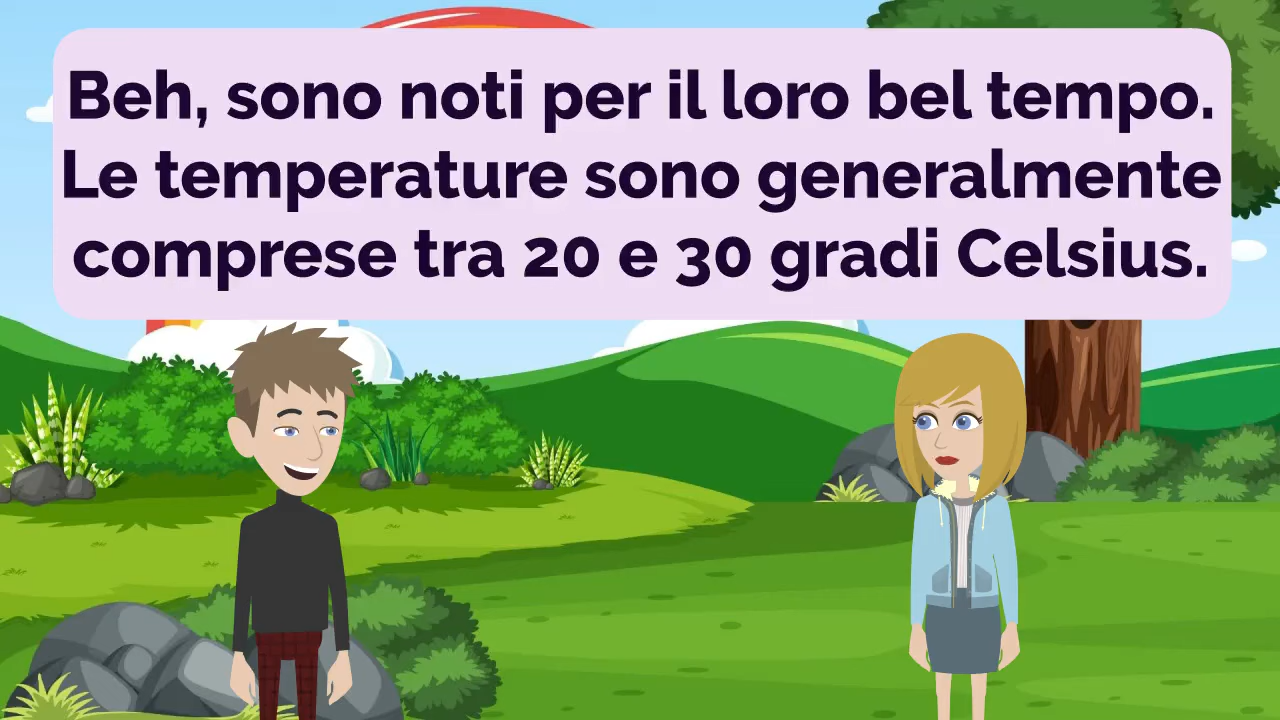 Beh, sono noti per il loro bel tempo.
Le temperature sono generalmente
comprese tra 20 e 30 gradi Celsius.